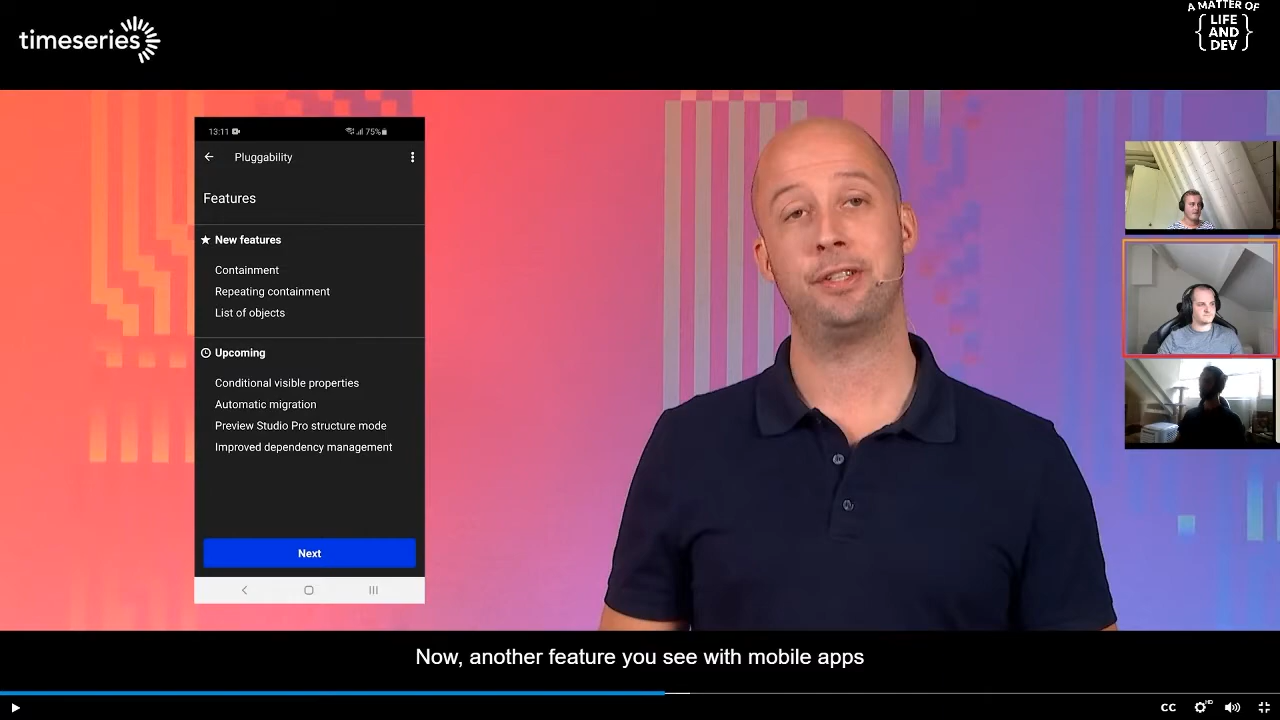 timeseries
A MATTER OF
LIFE
AND
DEV
13:11
75%
Pluggability
Features
New features
Containment
Repeating containment
List of objects
Upcoming
Conditional visible properties
Automatic migration
Preview Studio Pro structure mode
Improved dependency management
Next
Now, another feature you see with mobile apps
CC
HD